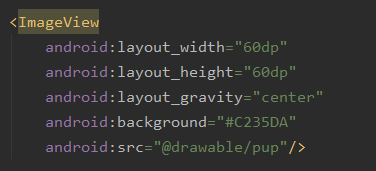 <ImageView
android:layout_width="60dp"
android:layout_height="60dp"
android:layout_gravity="center"
android:background="#C235DA"
android:src="@drawable/pup"/>